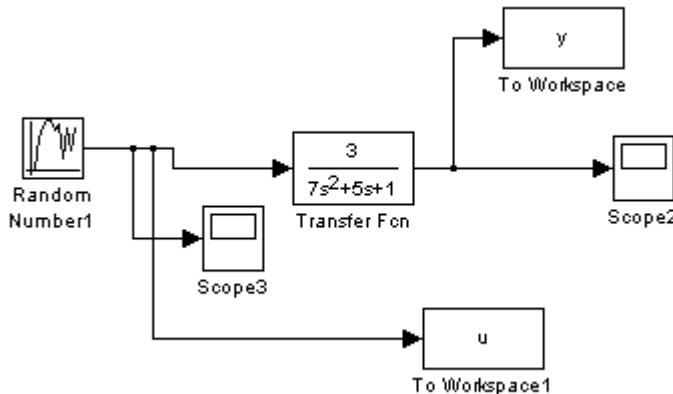 y
To Workspace
3
7s²+5s+1
Transfer Fcn
Random
Number1
Scope2
Scope3
u
To Workspace1